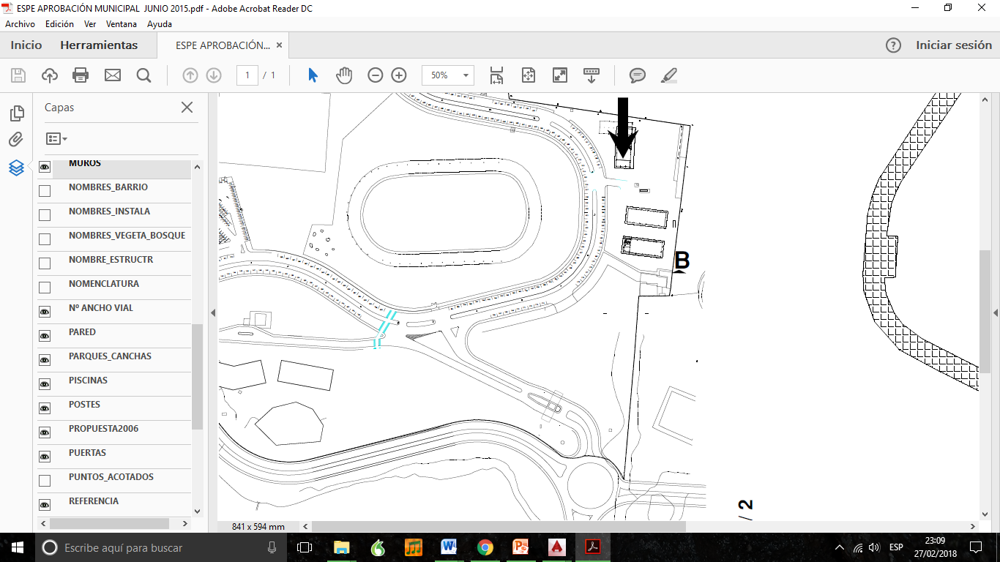 ESPE APROBACIÓN MUNICIPAL  JUNIO 2015.pdf - Adobe Acrobat Reader DC
Archivo Edición Ver Ventana Ayuda
Inicio Herramientas ESPE APROBACIÓN... × ? Iniciar sesión
1 / 1 50%
Capas
MUROS
NOMBRES_BARRIO
NOMBRES_INSTALA
NOMBRES_VEGETA_BOSQUE
NOMBRE_ESTRUCTR
NOMENCLATURA
Nº ANCHO VIAL
PARED
PARQUES_CANCHAS
PISCINAS
POSTES
PROPUESTA2006
PUERTAS
PUNTOS_ACOTADOS
REFERENCIA
B
/ 2
841 x 594 mm
Escribe aquí para buscar
ESP
23:09
27/02/2018